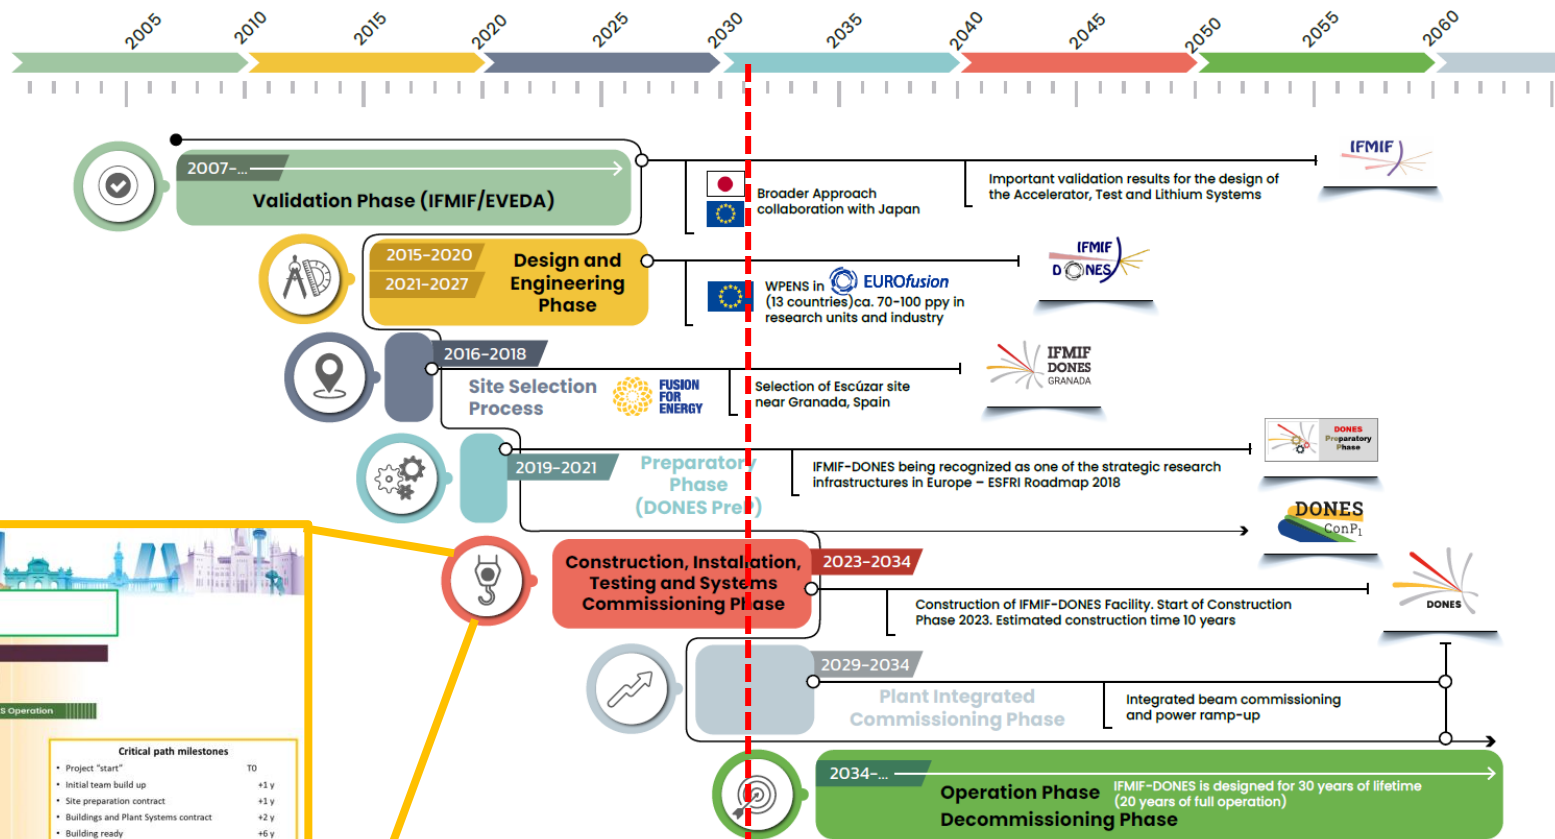 2005 2010 2015 2020 2025 2030 2035 2040 2045 2050 2055 2060
2007-...
Validation Phase (IFMIF/EVEDA)
Broader Approach
collaboration with Japan
Important validation results for the design of
the Accelerator, Test and Lithium Systems
IFMIF
2015-2020
2021-2027
Design and
Engineering
Phase
WPENS in EUROfusion
(13 countries)ca. 70-100 ppy in
research units and industry
IFMIF
DONES
2016-2018
Site Selection
Process
FUSION
FOR
ENERGY
Selection of Escúzar site
near Granada, Spain
IFMIF
DONES
GRANADA
2019-2021
Preparatory
Phase
(DONES PreP)
IFMIF-DONES being recognized as one of the strategic research
infrastructures in Europe – ESFRI Roadmap 2018
DONES
Preparatory
Phase
DONES
ConP1
Construction, Installation,
Testing and Systems
Commissioning Phase
2023-2034
Construction of IFMIF-DONES Facility. Start of Construction
Phase 2023. Estimated construction time 10 years
DONES
2029-2034
Plant Integrated
Commissioning Phase
Integrated beam commissioning
and power ramp-up
2034-...
Operation Phase
Decommissioning Phase
IFMIF-DONES is designed for 30 years of lifetime
(20 years of full operation)
S Operation
Critical path milestones
• Project "start" T0
• Initial team build up +1 y
• Site preparation contract +1 y
• Buildings and Plant Systems contract +2 y
• Building ready +6 y